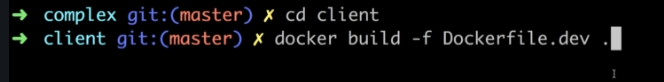 ➜ complex git:(master) ✗ cd client
➜ client git:(master) ✗ docker build -f Dockerfile.dev .